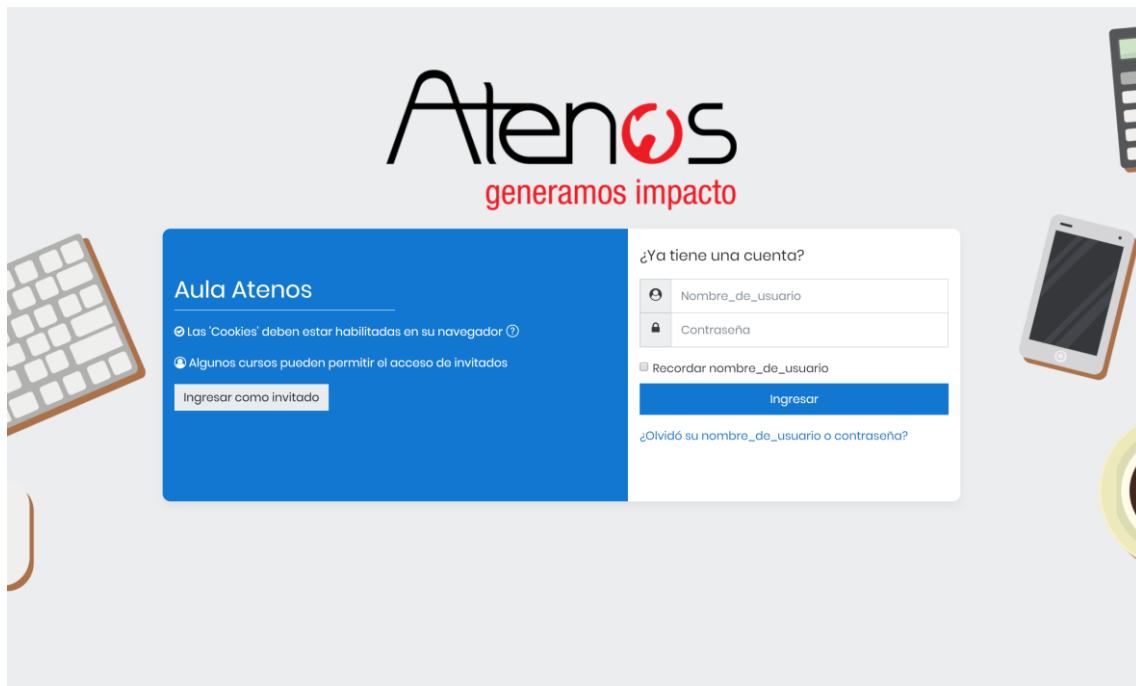 Atenos
generamos impacto
Aula Atenos
Las 'Cookies' deben estar habilitadas en su navegador
Algunos cursos pueden permitir el acceso de invitados
Ingresar como invitado
¿Ya tiene una cuenta?
Nombre_de_usuario
Contraseña
Recordar nombre_de_usuario
Ingresar
¿Olvidó su nombre_de_usuario o contraseña?